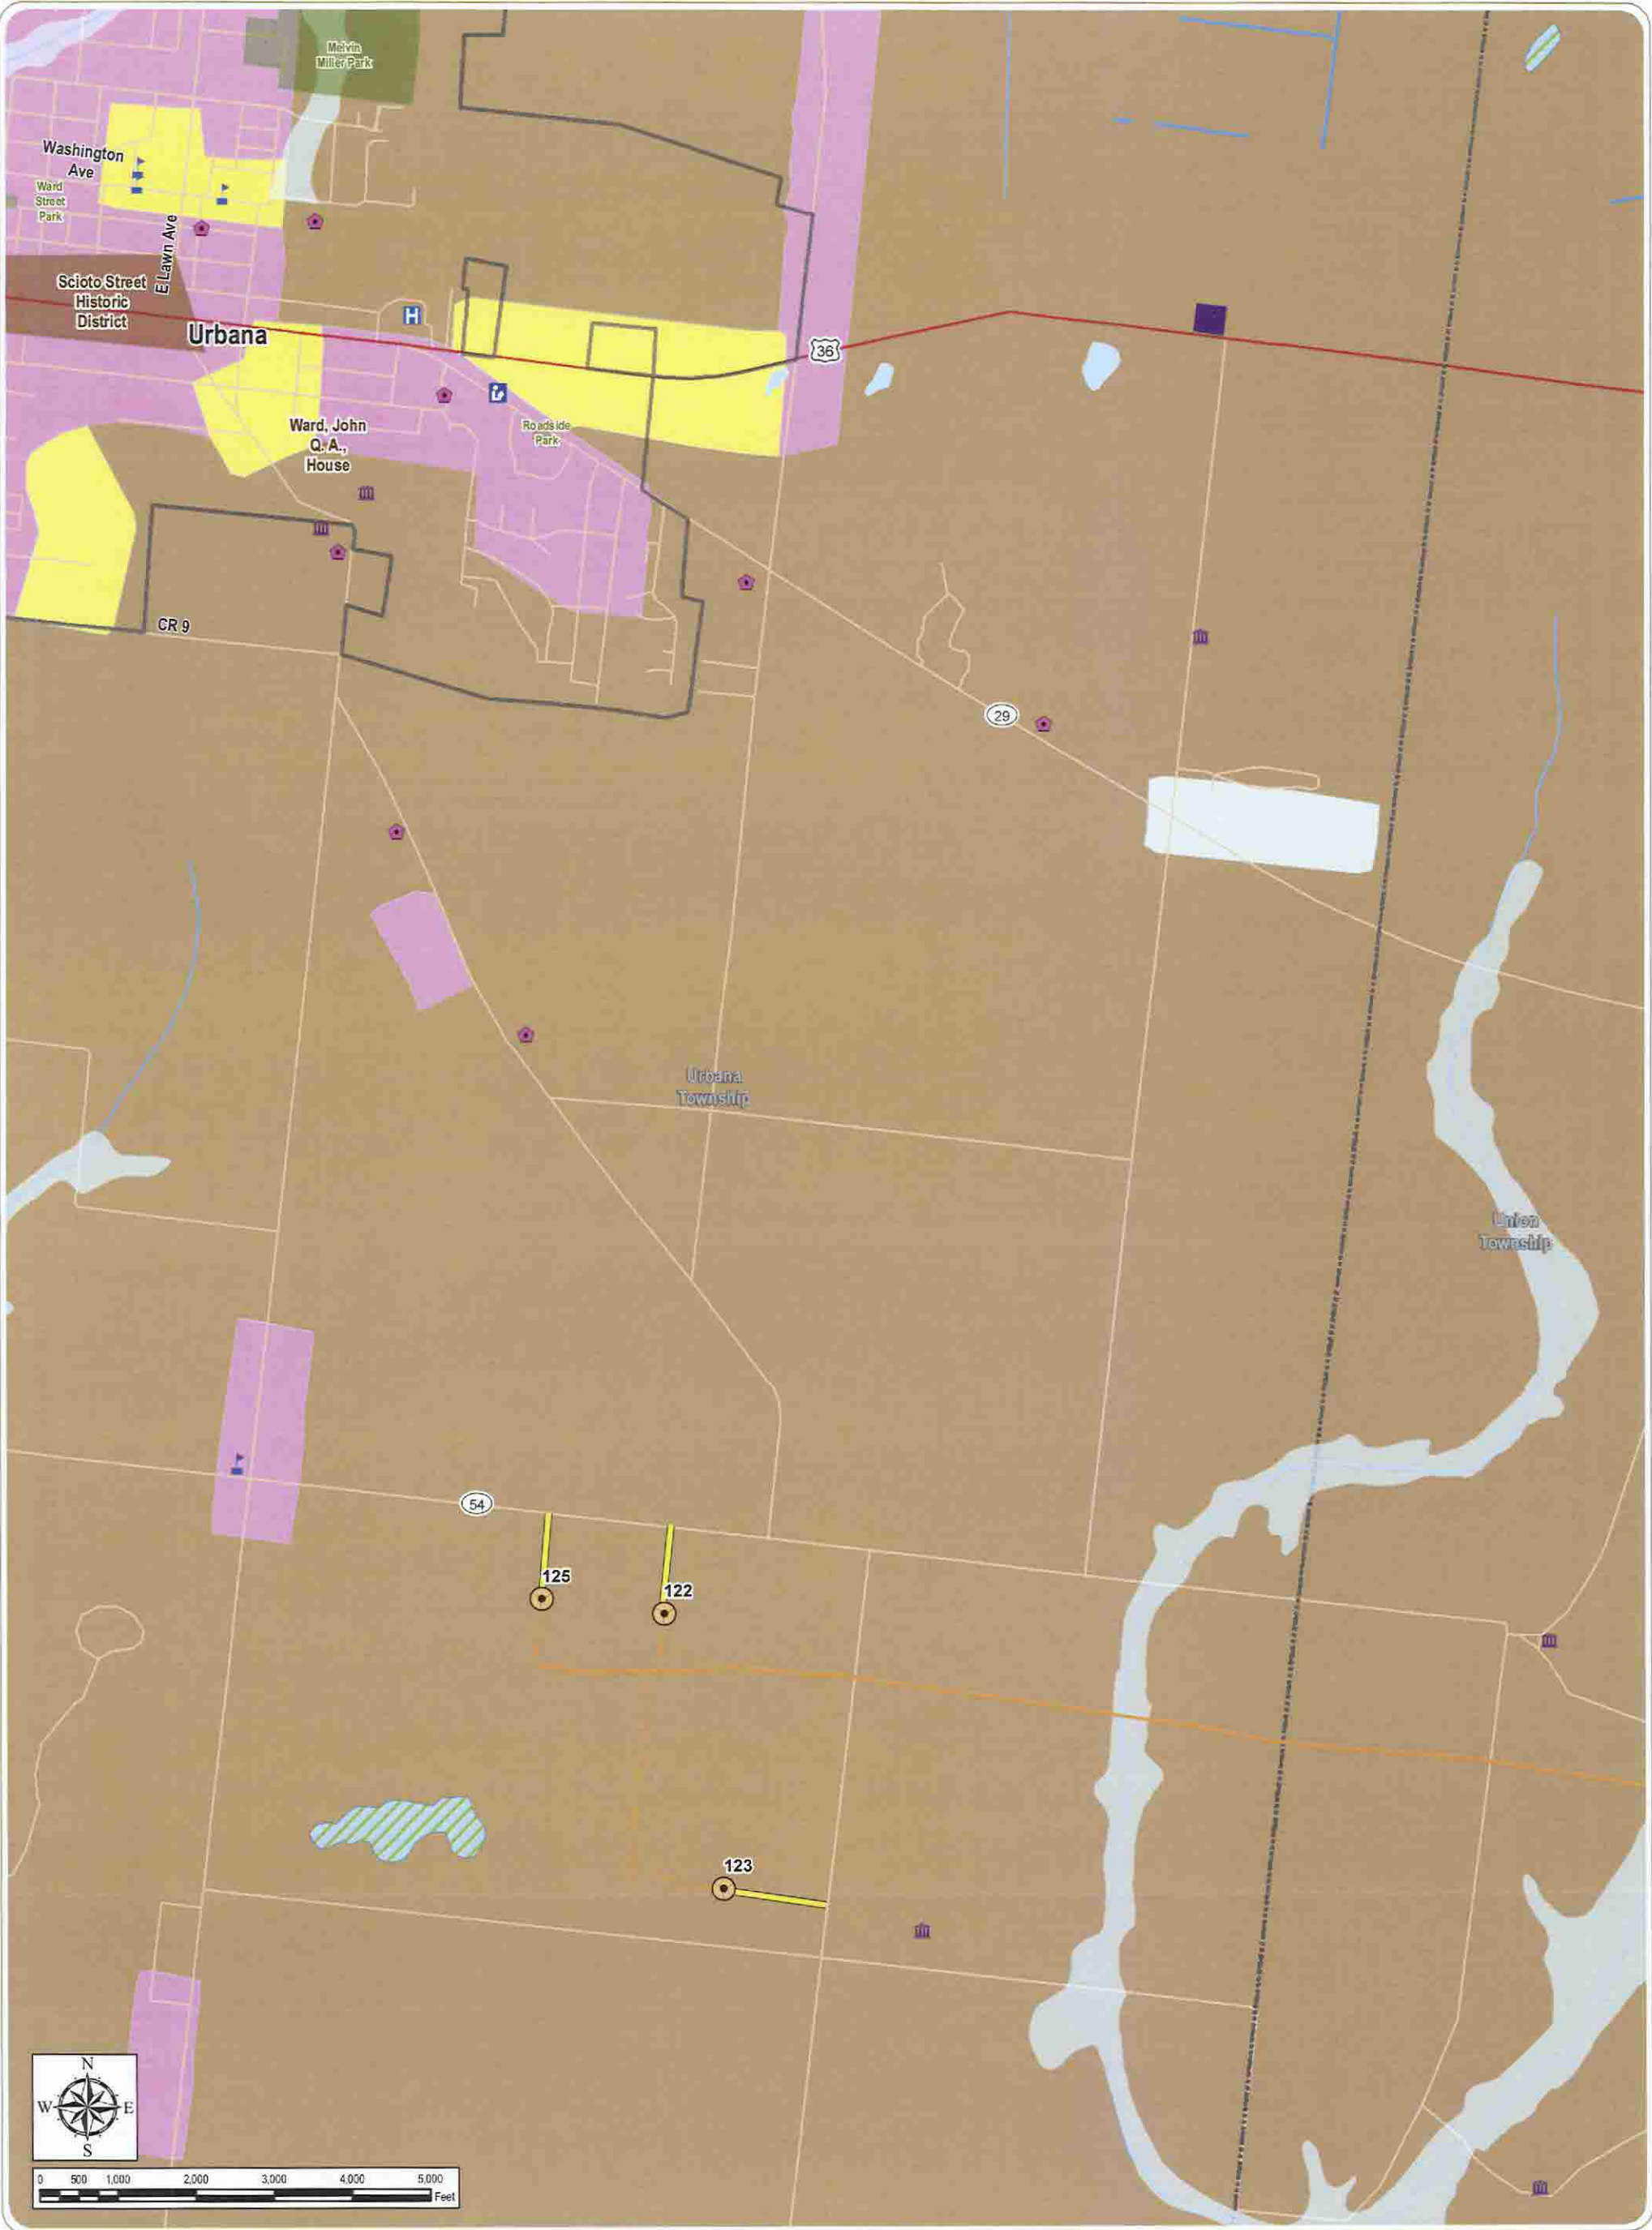 Melvin
Miller Park
Washington
Ave
Ward
Street
Park
E Lawn Ave
Scioto Street
Historic
District
Urbana
H
36
Ward, John
Q. A.,
House
Roadside
Park
CR 9
29
Urbana
Township
Union
Township
54
125
122
123
N
W E
S
0 500 1,000 2,000 3,000 4,000 5,000
Feet